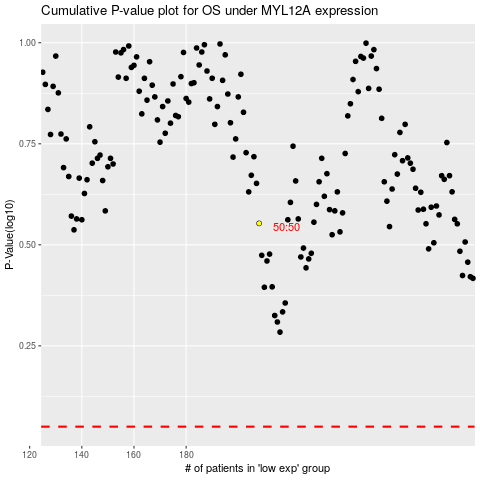 Cumulative P-value plot for OS under MYL12A expression
P-Value(log10)
1.00
0.75
0.50
0.25
50:50
120 140 160 180
# of patients in 'low exp' group